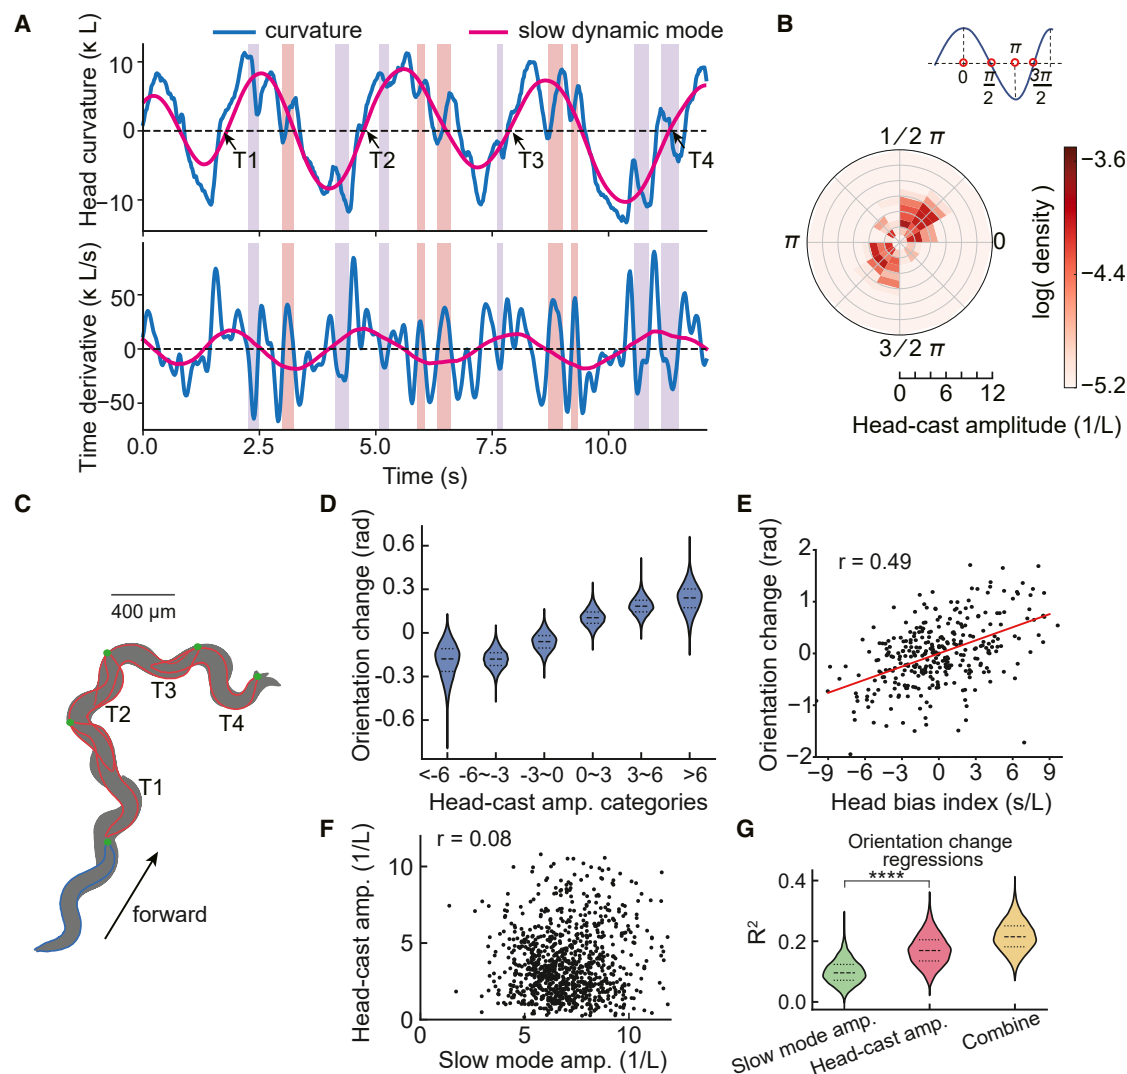 A
curvature
slow dynamic mode
Head curvature (κ L)
10
0
−10
T1
T2
T3
T4
Time derivative (κ L/s)
50
0
−50
0.0
2.5
5.0
7.5
10.0
Time (s)
B
0
π/2
π
3π/2
1/2 π
π
0
3/2 π
0
6
12
Head-cast amplitude (1/L)
log( density )
−3.6
−4.4
−5.2
C
400 µm
T3
T2
T4
T1
forward
D
Orientation change (rad)
0.6
0.3
0
-0.3
-0.6
<-6
-6~-3
-3~0
0~3
3~6
>6
Head-cast amp. categories
E
Orientation change (rad)
r = 0.49
2
1
0
−1
−2
−9
−6
−3
0
3
6
9
Head bias index (s/L)
F
Head-cast amp. (1/L)
r = 0.08
10
5
0
0
5
10
Slow mode amp. (1/L)
G
Orientation change
regressions
****
R²
0.4
0.2
0.0
Slow mode amp.
Head-cast amp.
Combine